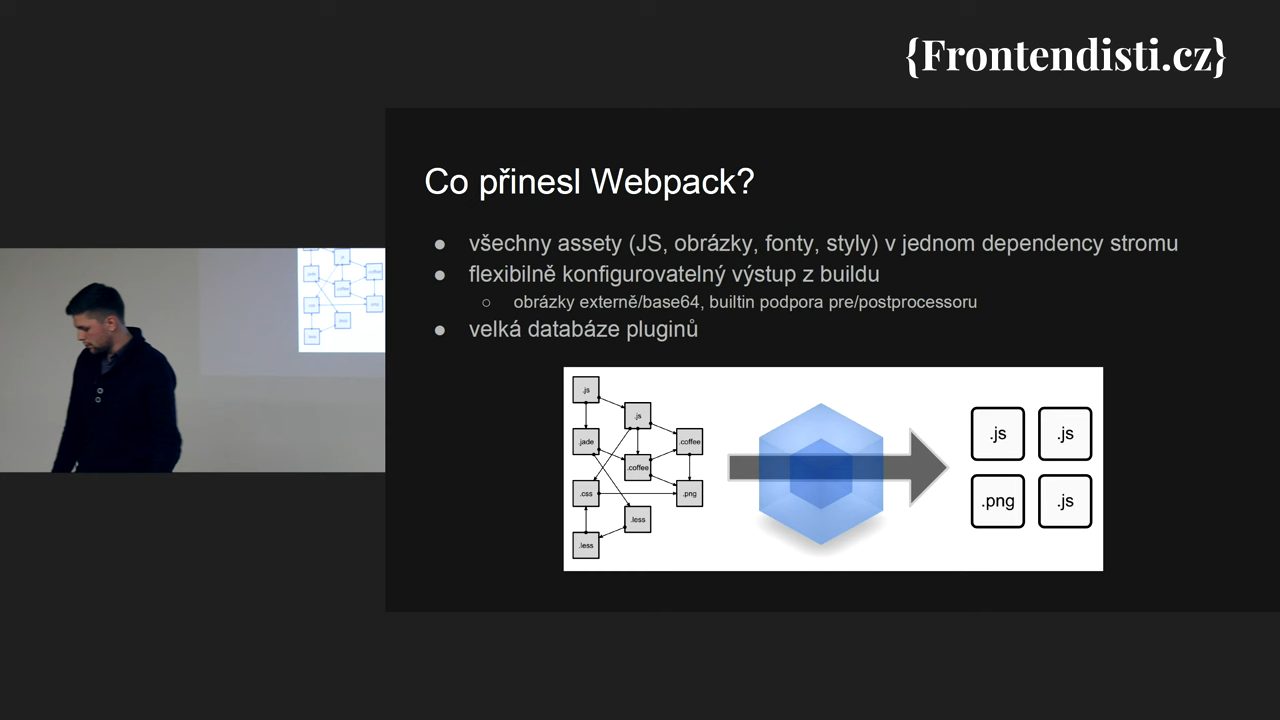 {Frontendisti.cz}
Co přinesl Webpack?
● všechny assety (JS, obrázky, fonty, styly) v jednom dependency stromu
● flexibilně konfigurovatelný výstup z buildu
○ obrázky externě/base64, builtin podpora pre/postprocessoru
● velká databáze pluginů
.js
.js
.jade
.coffee
.coffee
.css
.png
.less
.less
.js
.js
.png
.js